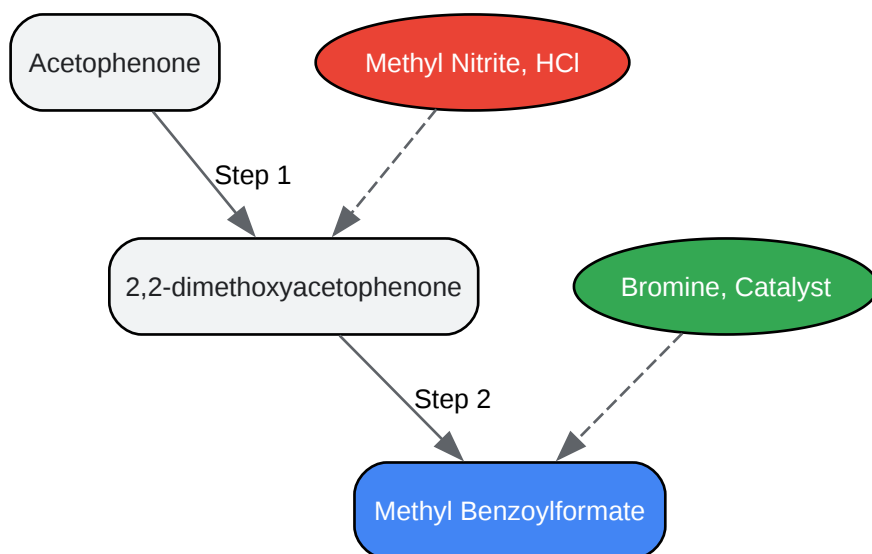 Acetophenone
Methyl Nitrite, HCl
Step 1
2,2-dimethoxyacetophenone
Bromine, Catalyst
Step 2
Methyl Benzoylformate